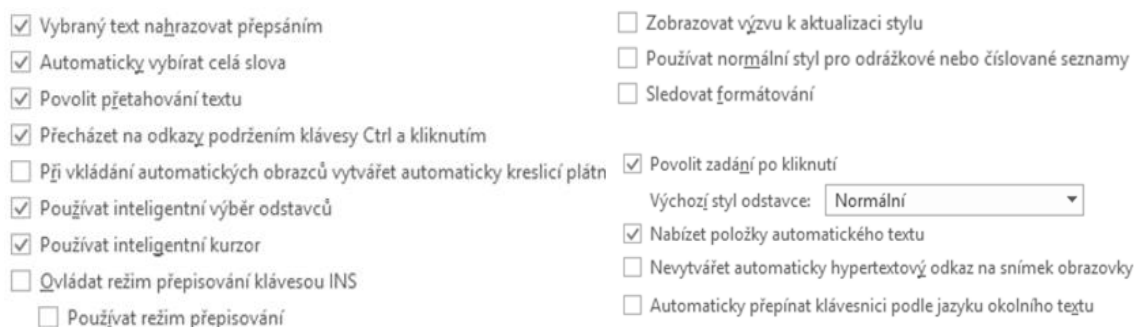 Vybraný text nahrazovat přepsáním
Automaticky vybírat celá slova
Povolit přetahování textu
Přecházet na odkazy podržením klávesy Ctrl a kliknutím
Při vkládání automatických obrazců vytvářet automaticky kreslicí plátn
Používat inteligentní výběr odstavců
Používat inteligentní kurzor
Ovládat režim přepisování klávesou INS
Používat režim přepisování
Zobrazovat výzvu k aktualizaci stylu
Používat normální styl pro odrážkové nebo číslované seznamy
Sledovat formátování
Povolit zadání po kliknutí
Výchozí styl odstavce: Normální
Nabízet položky automatického textu
Nevytvářet automaticky hypertextový odkaz na snímek obrazovky
Automaticky přepínat klávesnici podle jazyku okolního textu